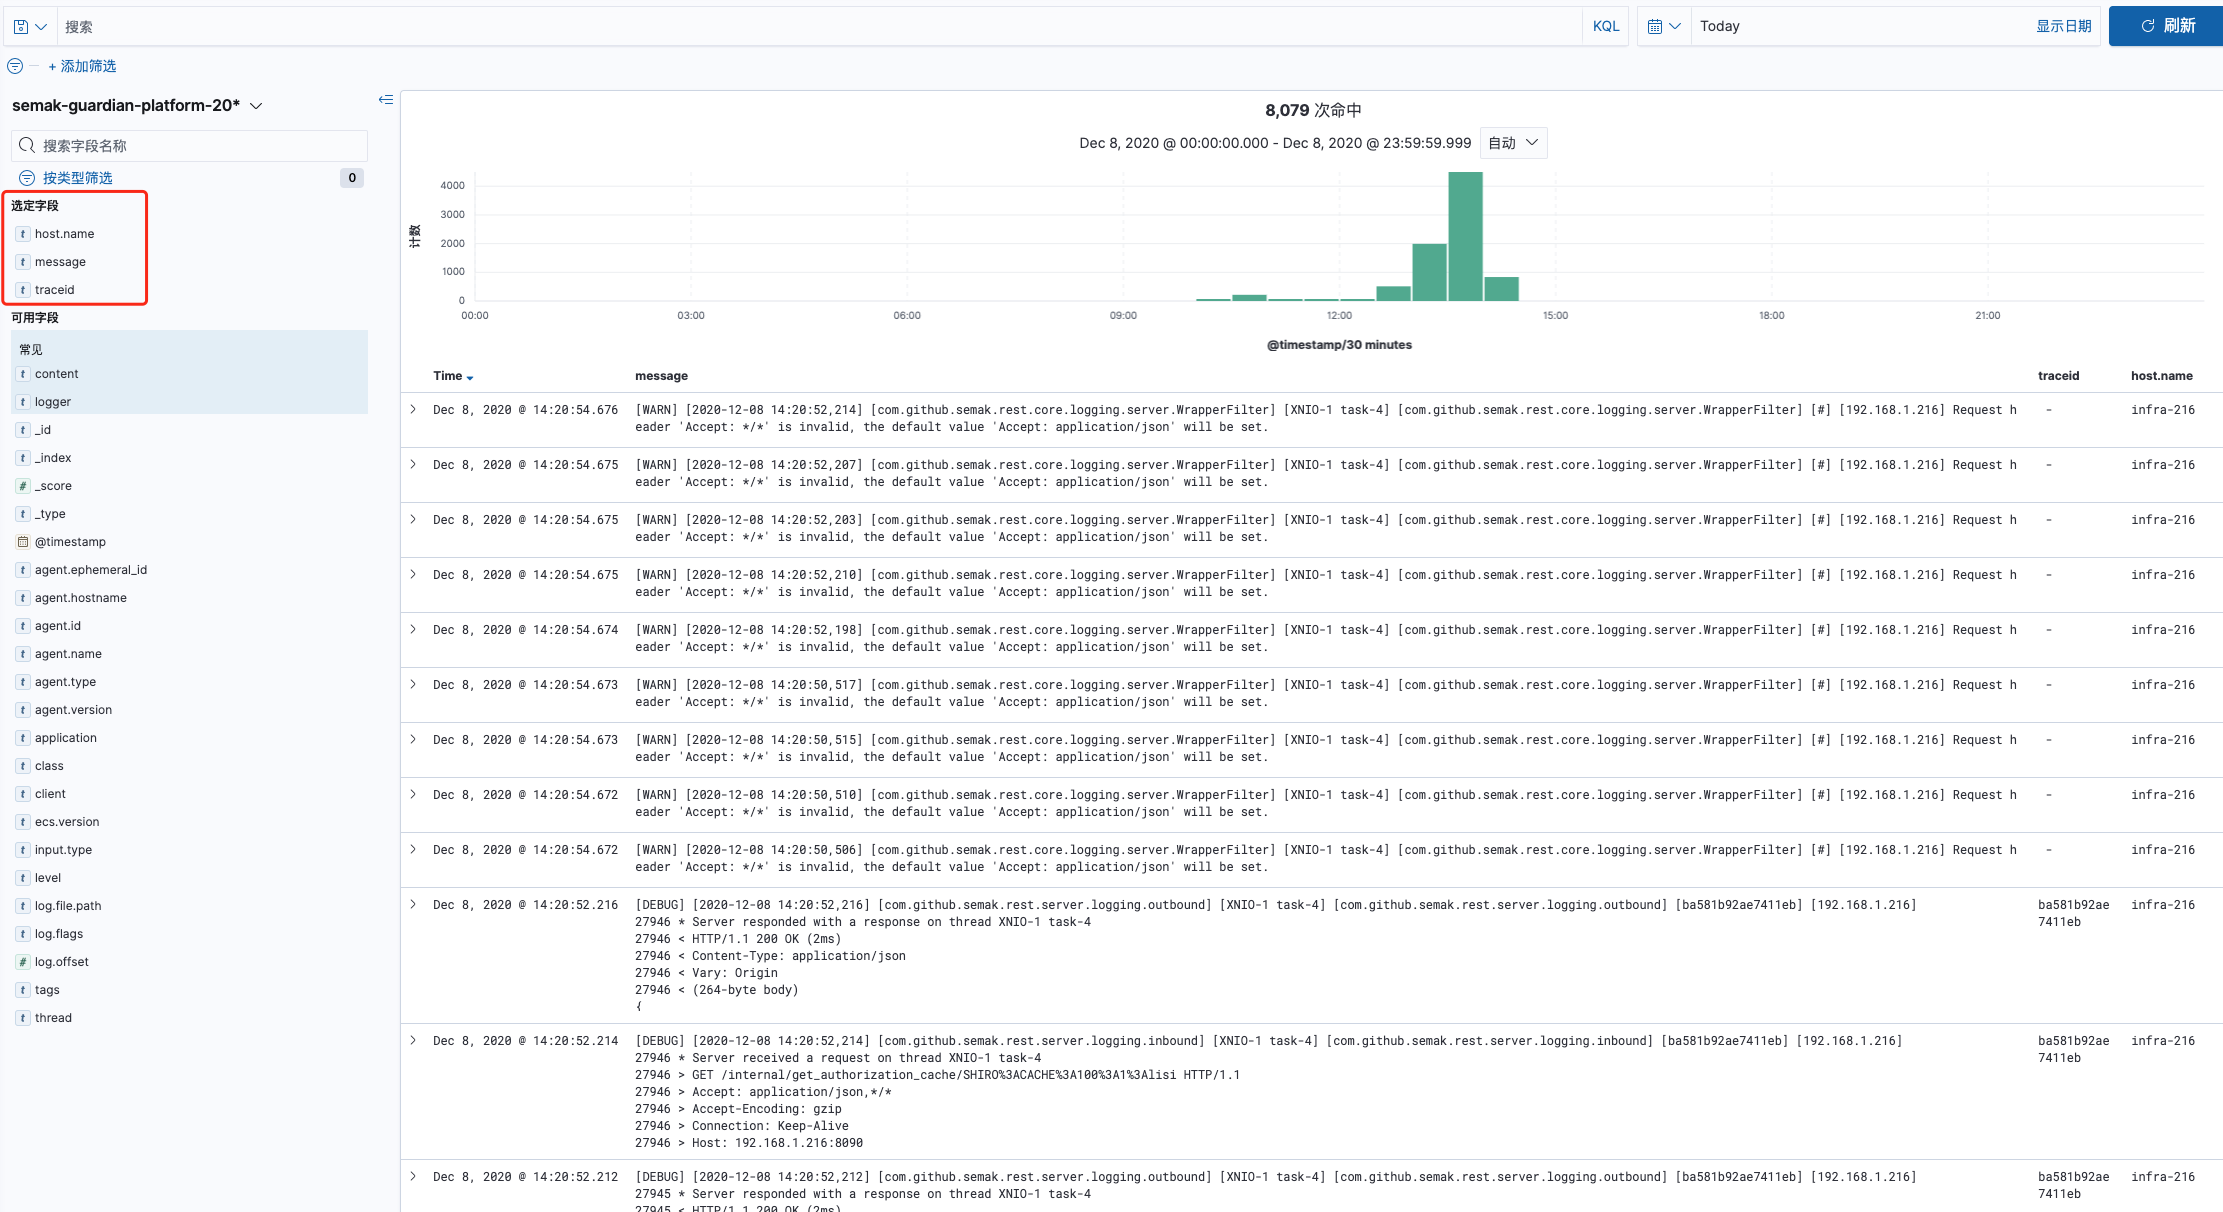 搜索
KQL
Today
显示日期
刷新
+ 添加筛选
semak-guardian-platform-20*
搜索字段名称
按类型筛选
0
选定字段
t host.name
t message
t traceid
可用字段
常见
t content
t logger
t _id
t _index
# _score
t _type
@timestamp
t agent.ephemeral_id
t agent.hostname
t agent.id
t agent.name
t agent.type
t agent.version
t application
t class
t client
t ecs.version
t input.type
t level
t log.file.path
t log.flags
# log.offset
t tags
t thread
8,079 次命中
Dec 8, 2020 @ 00:00:00.000 - Dec 8, 2020 @ 23:59:59.999
自动
计数
4000
3000
2000
1000
0
00:00
03:00
06:00
09:00
12:00
15:00
18:00
21:00
@timestamp/30 minutes
Time message traceid host.name
Dec 8, 2020 @ 14:20:54.676 [WARN] [2020-12-08 14:20:52,214] [com.github.semak.rest.core.logging.server.WrapperFilter] [XNIO-1 task-4] [com.github.semak.rest.core.logging.server.WrapperFilter] [#] [192.168.1.216] Request h - infra-216
eader 'Accept: */*' is invalid, the default value 'Accept: application/json' will be set.
Dec 8, 2020 @ 14:20:54.675 [WARN] [2020-12-08 14:20:52,207] [com.github.semak.rest.core.logging.server.WrapperFilter] [XNIO-1 task-4] [com.github.semak.rest.core.logging.server.WrapperFilter] [#] [192.168.1.216] Request h - infra-216
eader 'Accept: */*' is invalid, the default value 'Accept: application/json' will be set.
Dec 8, 2020 @ 14:20:54.675 [WARN] [2020-12-08 14:20:52,203] [com.github.semak.rest.core.logging.server.WrapperFilter] [XNIO-1 task-4] [com.github.semak.rest.core.logging.server.WrapperFilter] [#] [192.168.1.216] Request h - infra-216
eader 'Accept: */*' is invalid, the default value 'Accept: application/json' will be set.
Dec 8, 2020 @ 14:20:54.675 [WARN] [2020-12-08 14:20:52,210] [com.github.semak.rest.core.logging.server.WrapperFilter] [XNIO-1 task-4] [com.github.semak.rest.core.logging.server.WrapperFilter] [#] [192.168.1.216] Request h - infra-216
eader 'Accept: */*' is invalid, the default value 'Accept: application/json' will be set.
Dec 8, 2020 @ 14:20:54.674 [WARN] [2020-12-08 14:20:52,198] [com.github.semak.rest.core.logging.server.WrapperFilter] [XNIO-1 task-4] [com.github.semak.rest.core.logging.server.WrapperFilter] [#] [192.168.1.216] Request h - infra-216
eader 'Accept: */*' is invalid, the default value 'Accept: application/json' will be set.
Dec 8, 2020 @ 14:20:54.673 [WARN] [2020-12-08 14:20:50,517] [com.github.semak.rest.core.logging.server.WrapperFilter] [XNIO-1 task-4] [com.github.semak.rest.core.logging.server.WrapperFilter] [#] [192.168.1.216] Request h - infra-216
eader 'Accept: */*' is invalid, the default value 'Accept: application/json' will be set.
Dec 8, 2020 @ 14:20:54.673 [WARN] [2020-12-08 14:20:50,515] [com.github.semak.rest.core.logging.server.WrapperFilter] [XNIO-1 task-4] [com.github.semak.rest.core.logging.server.WrapperFilter] [#] [192.168.1.216] Request h - infra-216
eader 'Accept: */*' is invalid, the default value 'Accept: application/json' will be set.
Dec 8, 2020 @ 14:20:54.672 [WARN] [2020-12-08 14:20:50,510] [com.github.semak.rest.core.logging.server.WrapperFilter] [XNIO-1 task-4] [com.github.semak.rest.core.logging.server.WrapperFilter] [#] [192.168.1.216] Request h - infra-216
eader 'Accept: */*' is invalid, the default value 'Accept: application/json' will be set.
Dec 8, 2020 @ 14:20:54.672 [WARN] [2020-12-08 14:20:50,506] [com.github.semak.rest.core.logging.server.WrapperFilter] [XNIO-1 task-4] [com.github.semak.rest.core.logging.server.WrapperFilter] [#] [192.168.1.216] Request h - infra-216
eader 'Accept: */*' is invalid, the default value 'Accept: application/json' will be set.
Dec 8, 2020 @ 14:20:52.216 [DEBUG] [2020-12-08 14:20:52,216] [com.github.semak.rest.server.logging.outbound] [XNIO-1 task-4] [com.github.semak.rest.server.logging.outbound] [ba581b92ae7411eb] [192.168.1.216] ba581b92ae infra-216
27946 * Server responded with a response on thread XNIO-1 task-4 7411eb
27946 < HTTP/1.1 200 OK (2ms)
27946 < Content-Type: application/json
27946 < Vary: Origin
27946 < (264-byte body)
{
Dec 8, 2020 @ 14:20:52.214 [DEBUG] [2020-12-08 14:20:52,214] [com.github.semak.rest.server.logging.inbound] [XNIO-1 task-4] [com.github.semak.rest.server.logging.inbound] [ba581b92ae7411eb] [192.168.1.216] ba581b92ae infra-216
27946 * Server received a request on thread XNIO-1 task-4 7411eb
27946 > GET /internal/get_authorization_cache/SHIRO%3ACACHE%3A100%3A1%3Alisi HTTP/1.1
27946 > Accept: application/json,*/*
27946 > Accept-Encoding: gzip
27946 > Connection: Keep-Alive
27946 > Host: 192.168.1.216:8090
Dec 8, 2020 @ 14:20:52.212 [DEBUG] [2020-12-08 14:20:52,212] [com.github.semak.rest.server.logging.outbound] [XNIO-1 task-4] [com.github.semak.rest.server.logging.outbound] [ba581b92ae7411eb] [192.168.1.216] ba581b92ae infra-216
27945 * Server responded with a response on thread XNIO-1 task-4 7411eb
27945 < HTTP/1.1 200 OK (2ms)